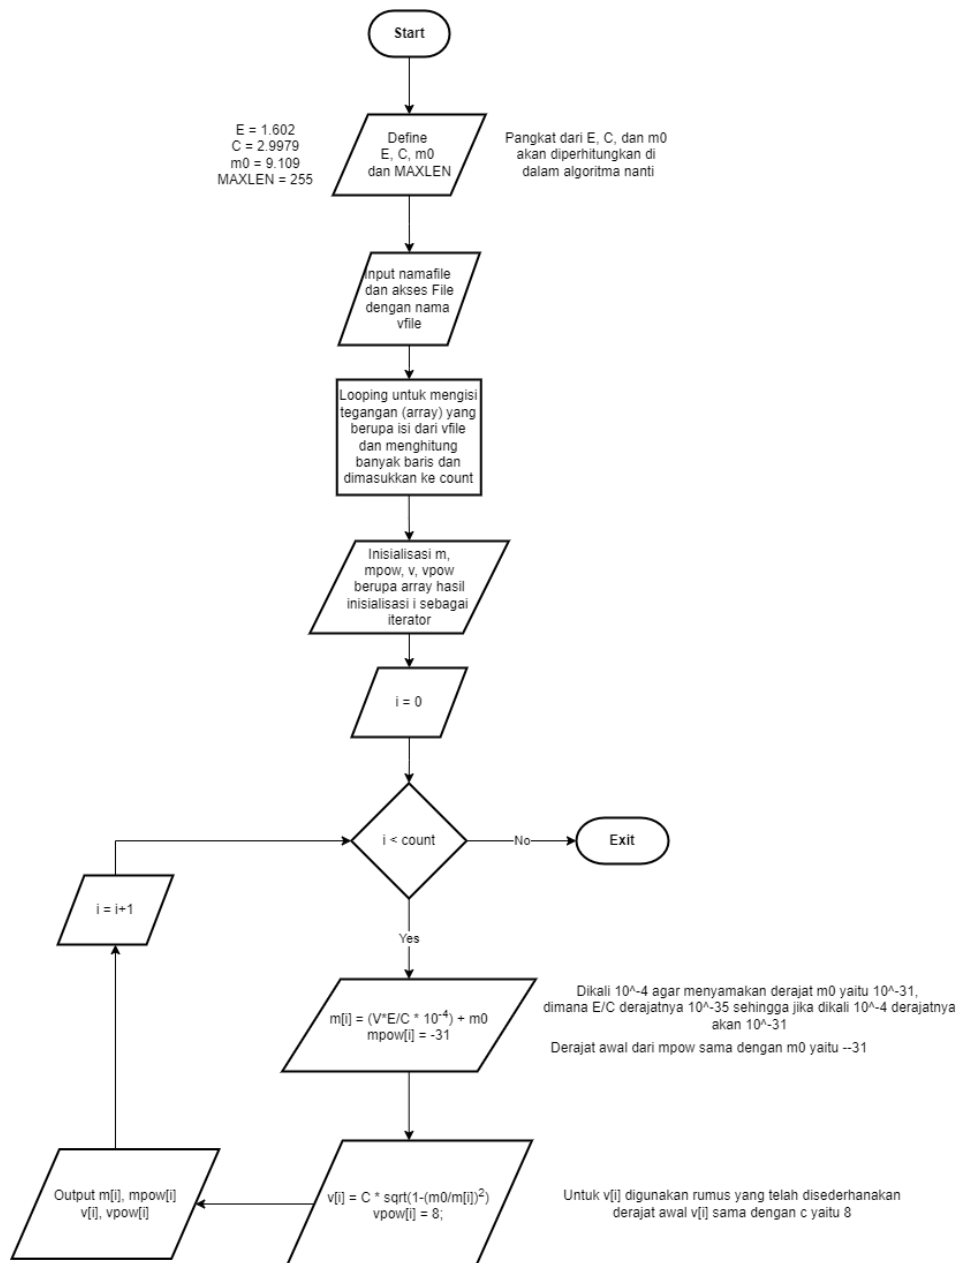 Start
E = 1.602
C = 2.9979
m0 = 9.109
MAXLEN = 255
Define
E, C, m0
dan MAXLEN
Pangkat dari E, C, dan m0
akan diperhitungkan di
dalam algoritma nanti
Input namafile
dan akses File
dengan nama
vfile
Looping untuk mengisi
tegangan (array) yang
berupa isi dari vfile
dan menghitung
banyak baris dan
dimasukkan ke count
Inisialisasi m,
mpow, v, vpow
berupa array hasil
inisialisasi i sebagai
iterator
i = 0
i < count
No
Exit
i = i+1
Yes
m[i] = (V*E/C * 10^-4) + m0
mpow[i] = -31
Dikali 10^-4 agar menyamakan derajat m0 yaitu 10^-31,
dimana E/C derajatnya 10^-35 sehingga jika dikali 10^-4 derajatnya
akan 10^-31
Derajat awal dari mpow sama dengan m0 yaitu --31
Output m[i], mpow[i]
v[i], vpow[i]
v[i] = C * sqrt(1-(m0/m[i])^2)
vpow[i] = 8;
Untuk v[i] digunakan rumus yang telah disederhanakan
derajat awal v[i] sama dengan c yaitu 8